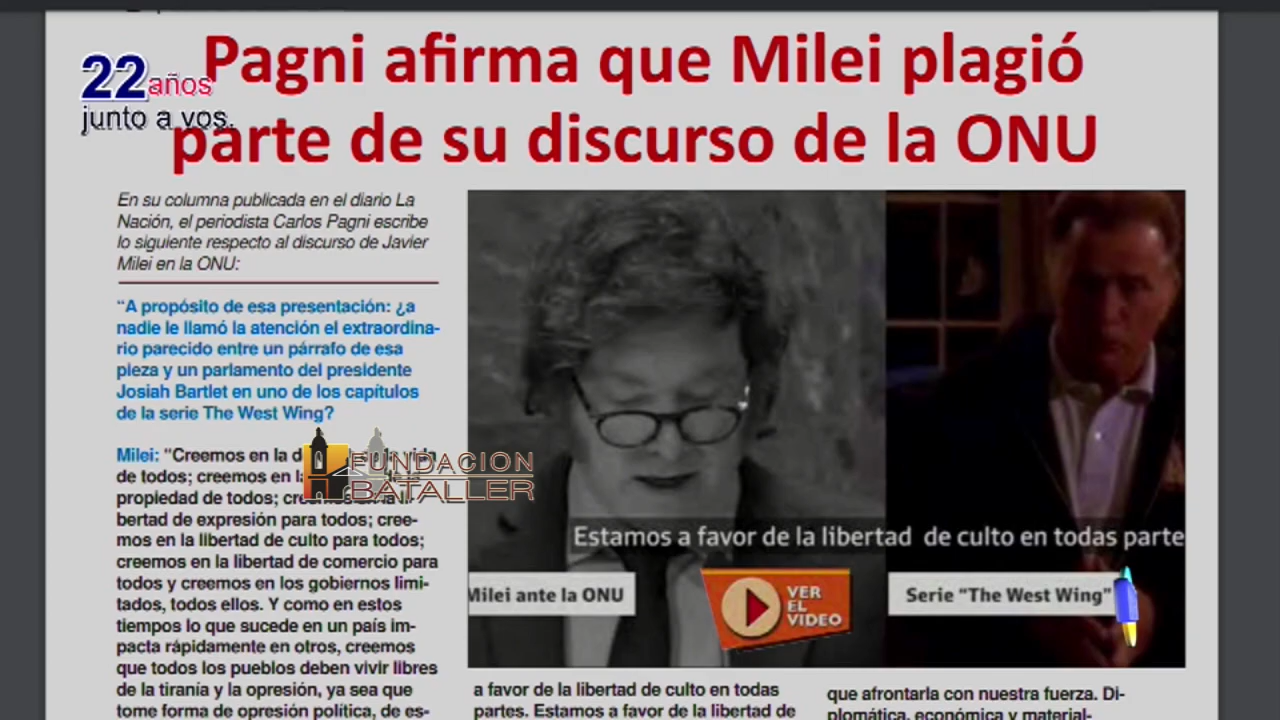 Pagni afirma que Milei plagió
parte de su discurso de la ONU
22 años
junto a vos.
En su columna publicada en el diario La
Nación, el periodista Carlos Pagni escribe
lo siguiente respecto al discurso de Javier
Milei en la ONU:
“A propósito de esa presentación: ¿a
nadie le llamó la atención el extraordina-
rio parecido entre un párrafo de esa
pieza y un parlamento del presidente
Josiah Bartlet en uno de los capítulos
de la serie The West Wing?
Milei: “Creemos en la
de todos; creemos en
propiedad de todos;
bertad de expresión para todos; cree-
mos en la libertad de culto para todos;
creemos en la libertad de comercio para
todos y creemos en los gobiernos limi-
tados, todos ellos. Y como en estos
tiempos lo que sucede en un país im-
pacta rápidamente en otros, creemos
que todos los pueblos deben vivir libres
de la tiranía y la opresión, ya sea que
tome forma de opresión política, de es-
FUNDACION
BATALLER
Estamos a favor de la libertad de culto en todas parte
Milei ante la ONU
VER
EL
VIDEO
Serie "The West Wing"
a favor de la libertad de culto en todas
partes. Estamos a favor de la libertad de
que afrontarla con nuestra fuerza. Di-
plomática, económica y material-